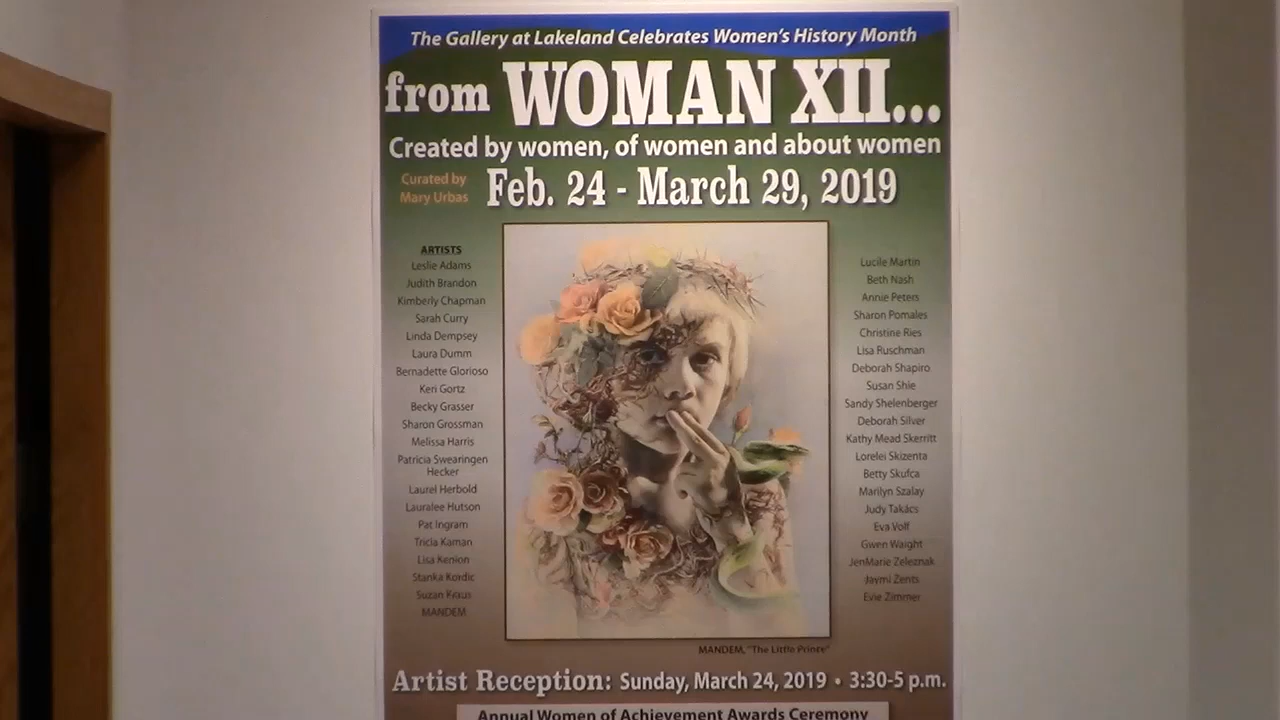 The Gallery at Lakeland Celebrates Women's History Month
from WOMAN XII...
Created by women, of women and about women
Curated by
Mary Urbas
Feb. 24 - March 29, 2019
ARTISTS
Leslie Adams
Judith Brandon
Kimberly Chapman
Sarah Curry
Linda Dempsey
Laura Dumm
Bernadette Glorioso
Keri Gortz
Becky Grasser
Sharon Grossman
Melissa Harris
Patricia Swearingen
Hecker
Laurel Herbold
Lauralee Hutson
Pat Ingram
Tricia Kaman
Lisa Kenion
Stanka Kordic
Suzan Kraus
MANDEM
Lucile Martin
Beth Nash
Annie Peters
Sharon Pomales
Christine Ries
Lisa Ruschman
Deborah Shapiro
Susan Shie
Sandy Shelenberger
Deborah Silver
Kathy Mead Skerritt
Lorelei Skizenta
Betty Skufca
Marilyn Szalay
Judy Takács
Eva Volf
Gwen Waight
JenMarie Zeleznak
Jaymi Zents
Evie Zimmer
MANDEM, "The Little Prince"
Artist Reception: Sunday, March 24, 2019 • 3:30-5 p.m.
Annual Women of Achievement Awards Ceremony